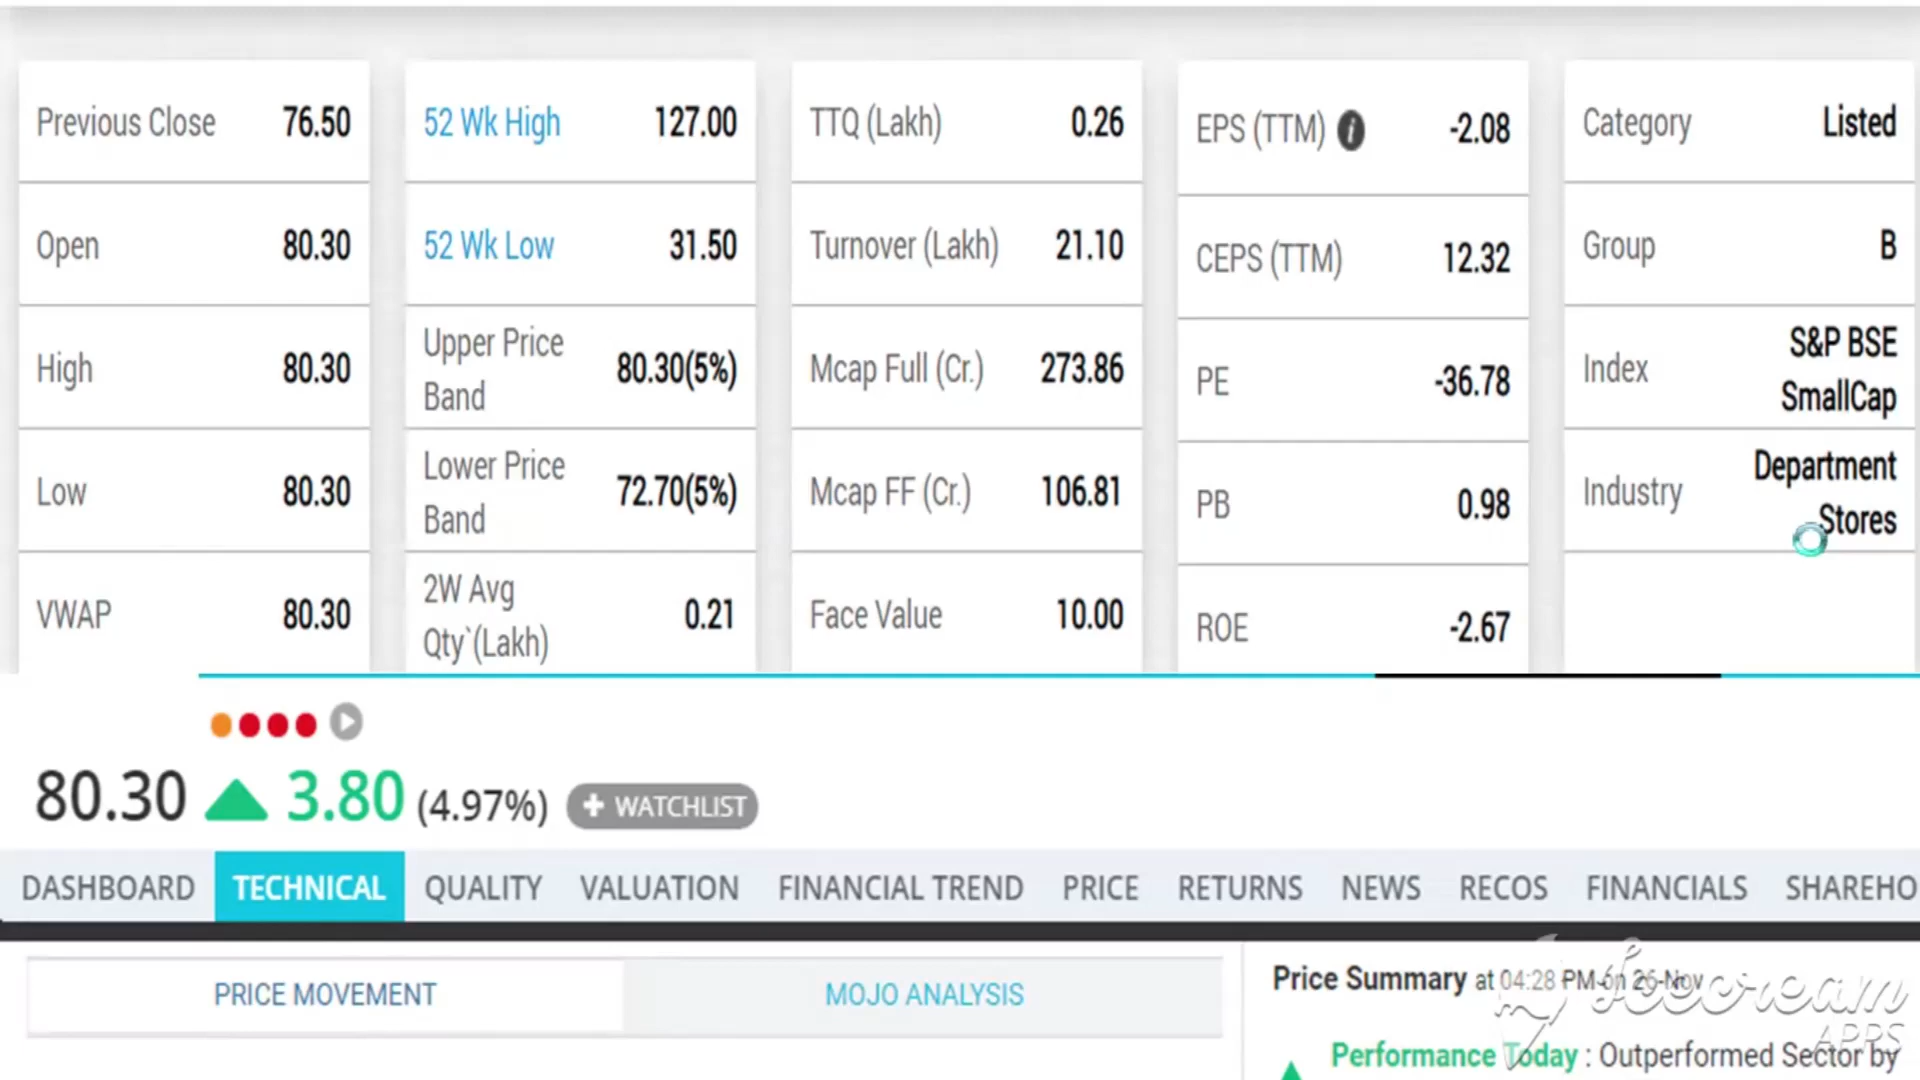 Previous Close 76.50
Open 80.30
High 80.30
Low 80.30
VWAP 80.30
52 Wk High 127.00
52 Wk Low 31.50
Upper Price
Band 80.30(5%)
Lower Price
Band 72.70(5%)
2W Avg
Qty`(Lakh) 0.21
TTQ (Lakh) 0.26
Turnover (Lakh) 21.10
Mcap Full (Cr.) 273.86
Mcap FF (Cr.) 106.81
Face Value 10.00
EPS (TTM) i -2.08
CEPS (TTM) 12.32
PE -36.78
PB 0.98
ROE -2.67
Category Listed
Group B
Index S&P BSE
SmallCap
Industry Department
Stores
80.30 3.80 (4.97%) + WATCHLIST
DASHBOARD TECHNICAL QUALITY VALUATION FINANCIAL TREND PRICE RETURNS NEWS RECOS FINANCIALS SHAREHO
PRICE MOVEMENT MOJO ANALYSIS
Price Summary at 04:28 PM on 26-Nov
Performance Today : Outperformed Sector by
Icecream
APPS